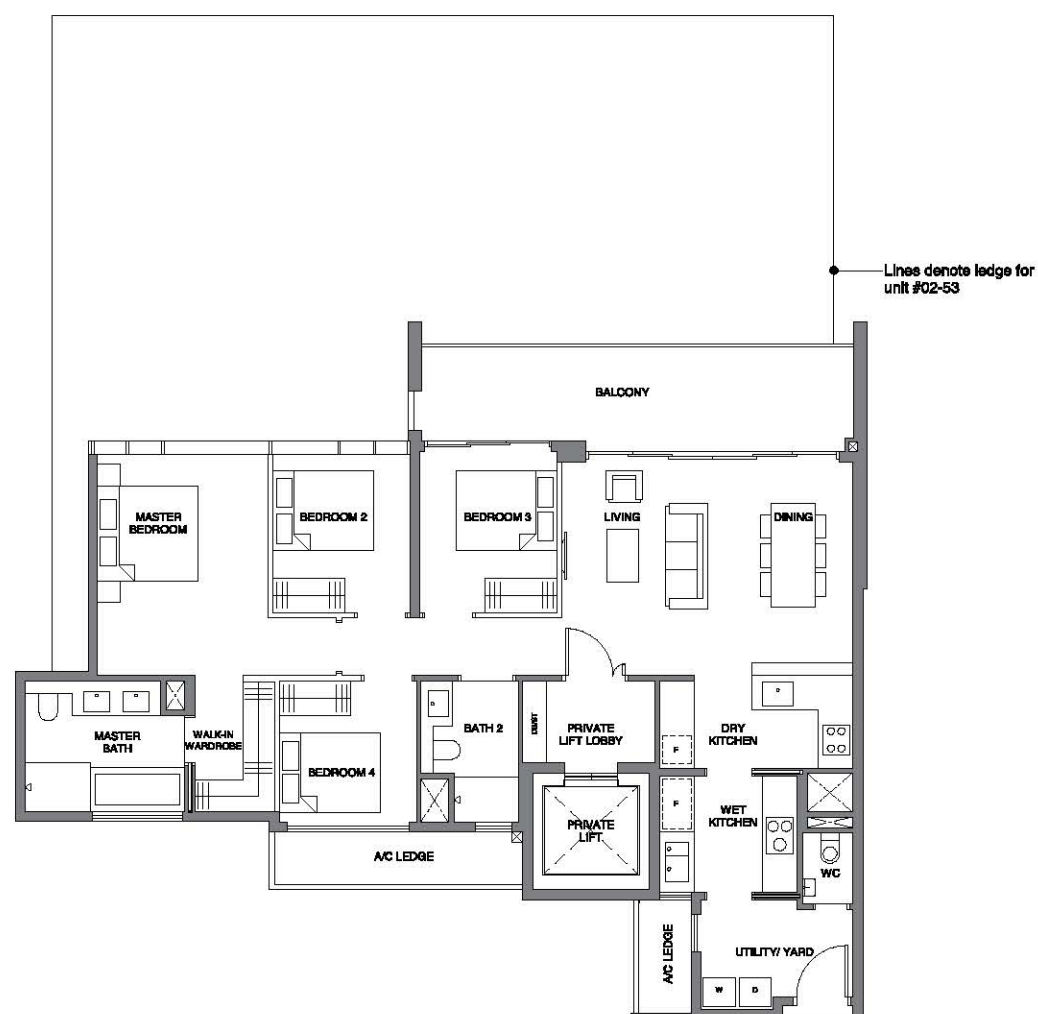 Lines denote ledge for
unit #02-53
BALCONY
MASTER
BEDROOM
BEDROOM 2
BEDROOM 3
LIVING
DINING
MASTER
BATH
WALK-IN
WARDROBE
BEDROOM 4
BATH 2
DW/ST
PRIVATE
LIFT LOBBY
F
DRY
KITCHEN
F
WET
KITCHEN
PRIVATE
LIFT
A/C LEDGE
WC
A/C LEDGE
UTILITY/ YARD
W
D